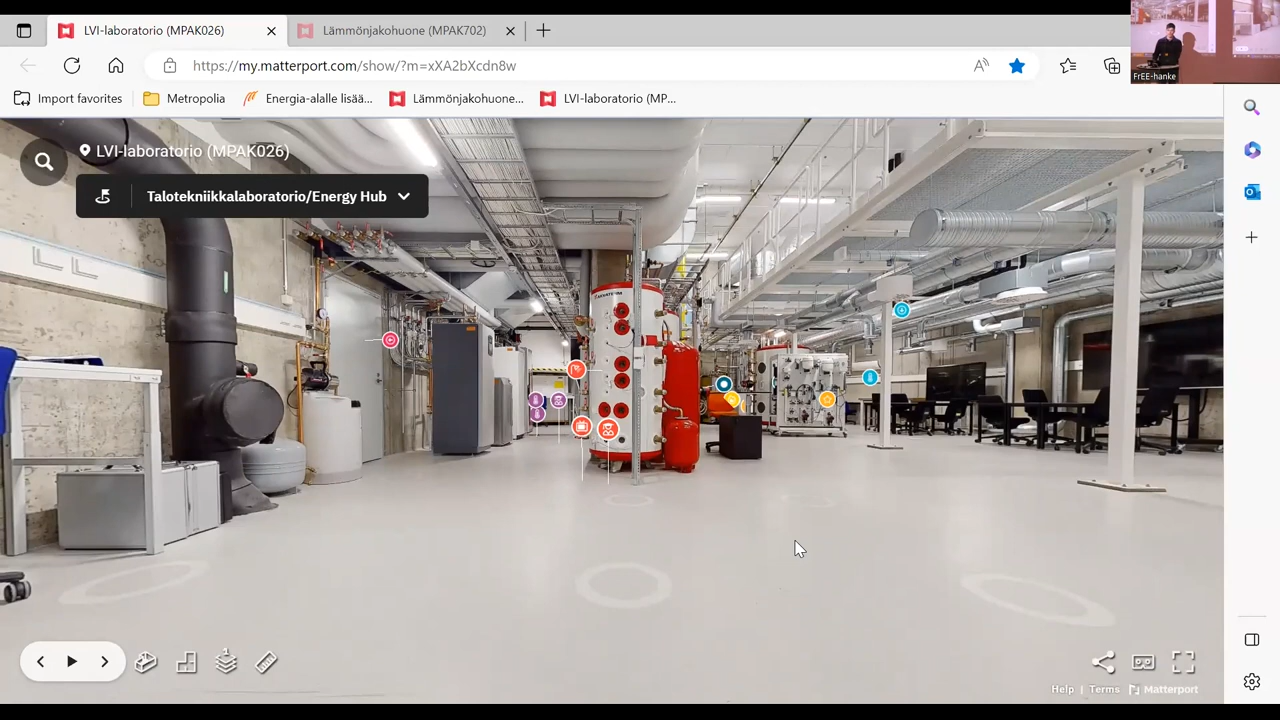 LVI-laboratorio (MPAK026)
Lämmönjakohuone (MPAK702)
https://my.matterport.com/show/?m=xXA2bXcdn8w
Import favorites
Metropolia
Energia-alalle lisää...
Lämmönjakohuone...
LVI-laboratorio (MP...
FrEE-hanke
LVI-laboratorio (MPAK026)
Talotekniikkalaboratorio/Energy Hub
1
Help | Terms
Matterport